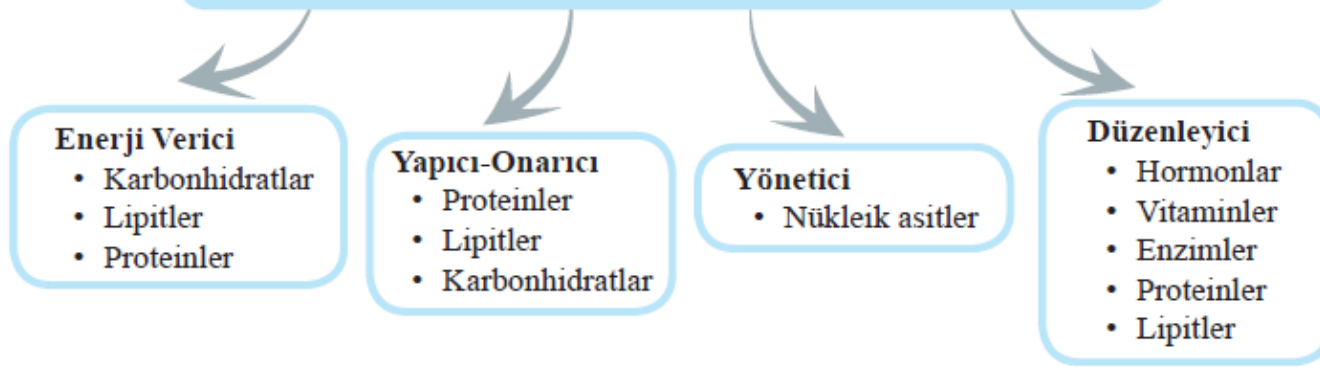 Enerji Verici
• Karbonhidratlar
• Lipitler
• Proteinler
Yapıcı-Onarıcı
• Proteinler
• Lipitler
• Karbonhidratlar
Yönetici
• Nükleik asitler
Düzenleyici
• Hormonlar
• Vitaminler
• Enzimler
• Proteinler
• Lipitler